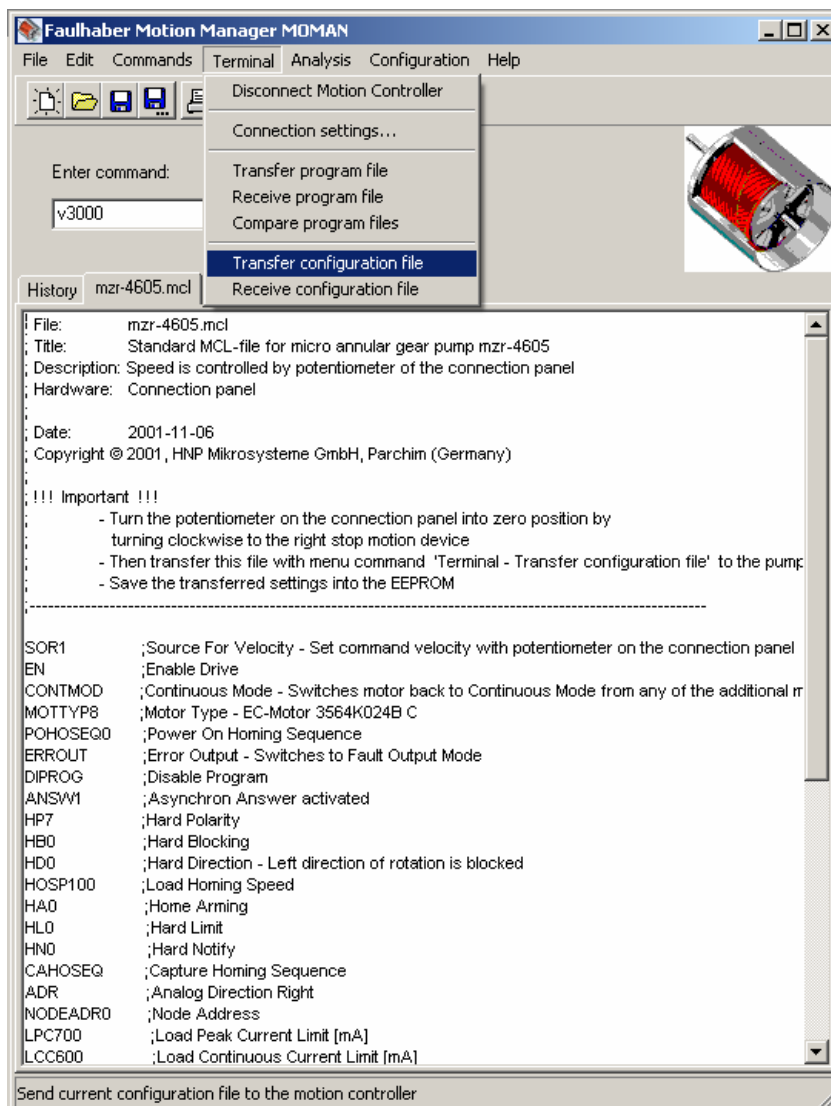 Faulhaber Motion Manager MOMAN
File Edit Commands Terminal Analysis Configuration Help
Disconnect Motion Controller
Connection settings...
Transfer program file
Receive program file
Compare program files
Transfer configuration file
Receive configuration file
Enter command:
v3000
History mzr-4605.mcl
; File: mzr-4605.mcl
; Title: Standard MCL-file for micro annular gear pump mzr-4605
; Description: Speed is controlled by potentiometer of the connection panel
; Hardware: Connection panel
;
; Date: 2001-11-06
; Copyright © 2001, HNP Mikrosysteme GmbH, Parchim (Germany)
;
; !!! Important !!!
; - Turn the potentiometer on the connection panel into zero position by
; turning clockwise to the right stop motion device
; - Then transfer this file with menu command 'Terminal - Transfer configuration file' to the pump
; - Save the transferred settings into the EEPROM
;--------------------------------------------------------------------------------------------------------------
SOR1 ;Source For Velocity - Set command velocity with potentiometer on the connection panel
EN ;Enable Drive
CONTMOD ;Continuous Mode - Switches motor back to Continuous Mode from any of the additional
MOTTYP8 ;Motor Type - EC-Motor 3564K024B C
POHOSEQ0 ;Power On Homing Sequence
ERROUT ;Error Output - Switches to Fault Output Mode
DIPROG ;Disable Program
ANSW1 ;Asynchron Answer activated
HP7 ;Hard Polarity
HB0 ;Hard Blocking
HD0 ;Hard Direction - Left direction of rotation is blocked
HOSP100 ;Load Homing Speed
HA0 ;Home Arming
HL0 ;Hard Limit
HN0 ;Hard Notify
CAHOSEQ ;Capture Homing Sequence
ADR ;Analog Direction Right
NODEADR0 ;Node Address
LPC700 ;Load Peak Current Limit [mA]
LCC600 ;Load Continuous Current Limit [mA]
Send current configuration file to the motion controller